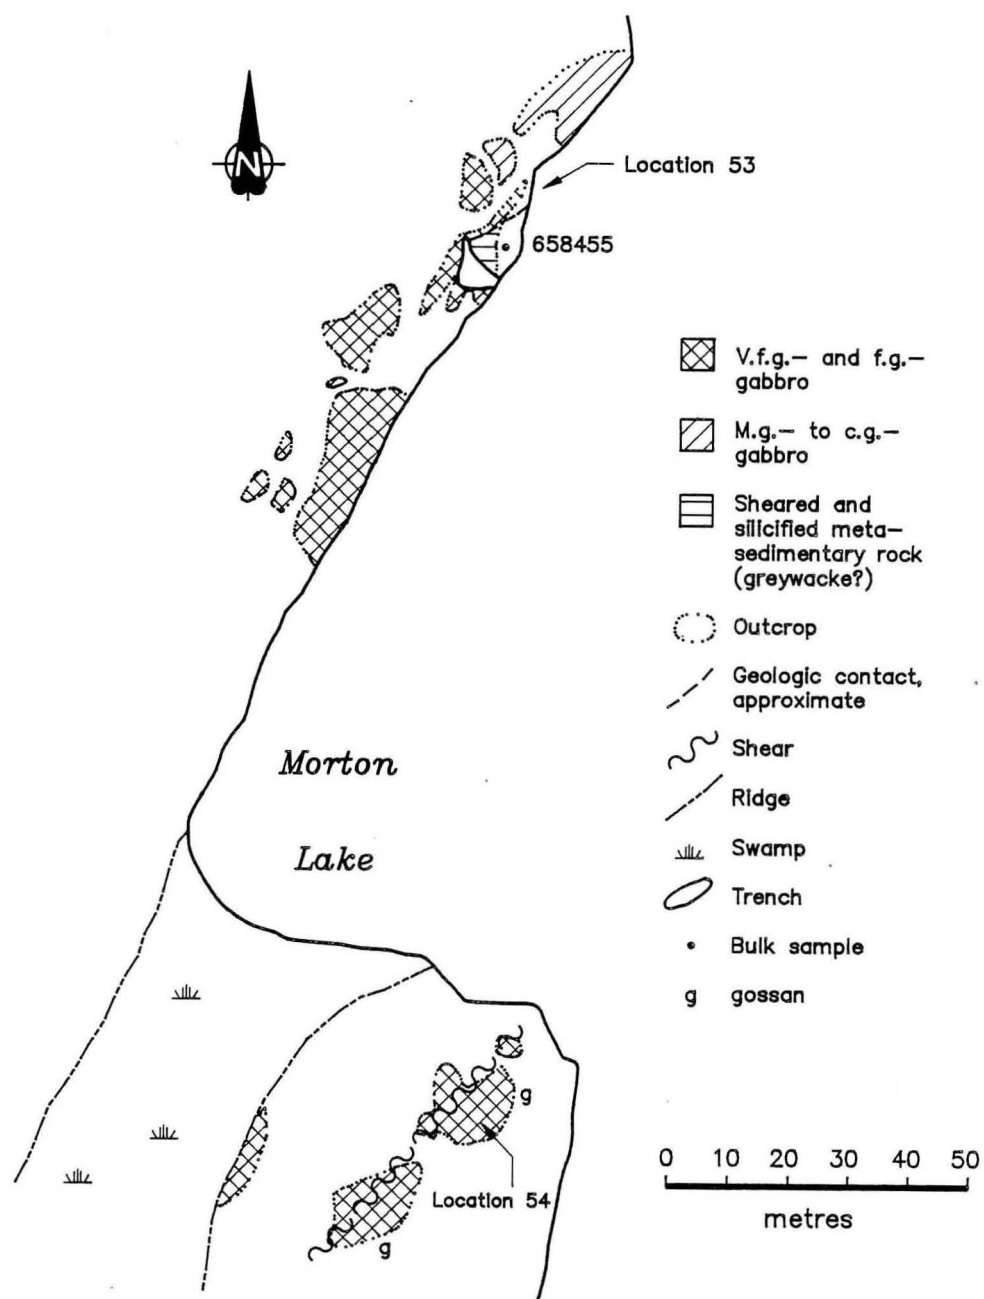 N
Location 53
658455
V.f.g.– and f.g.–
gabbro
M.g.– to c.g.–
gabbro
Sheared and
silicified meta–
sedimentary rock
(greywacke?)
Outcrop
Geologic contact,
approximate
Shear
Morton
Ridge
Lake
Swamp
Trench
Bulk sample
g gossan
g
Location 54
g
0 10 20 30 40 50
metres